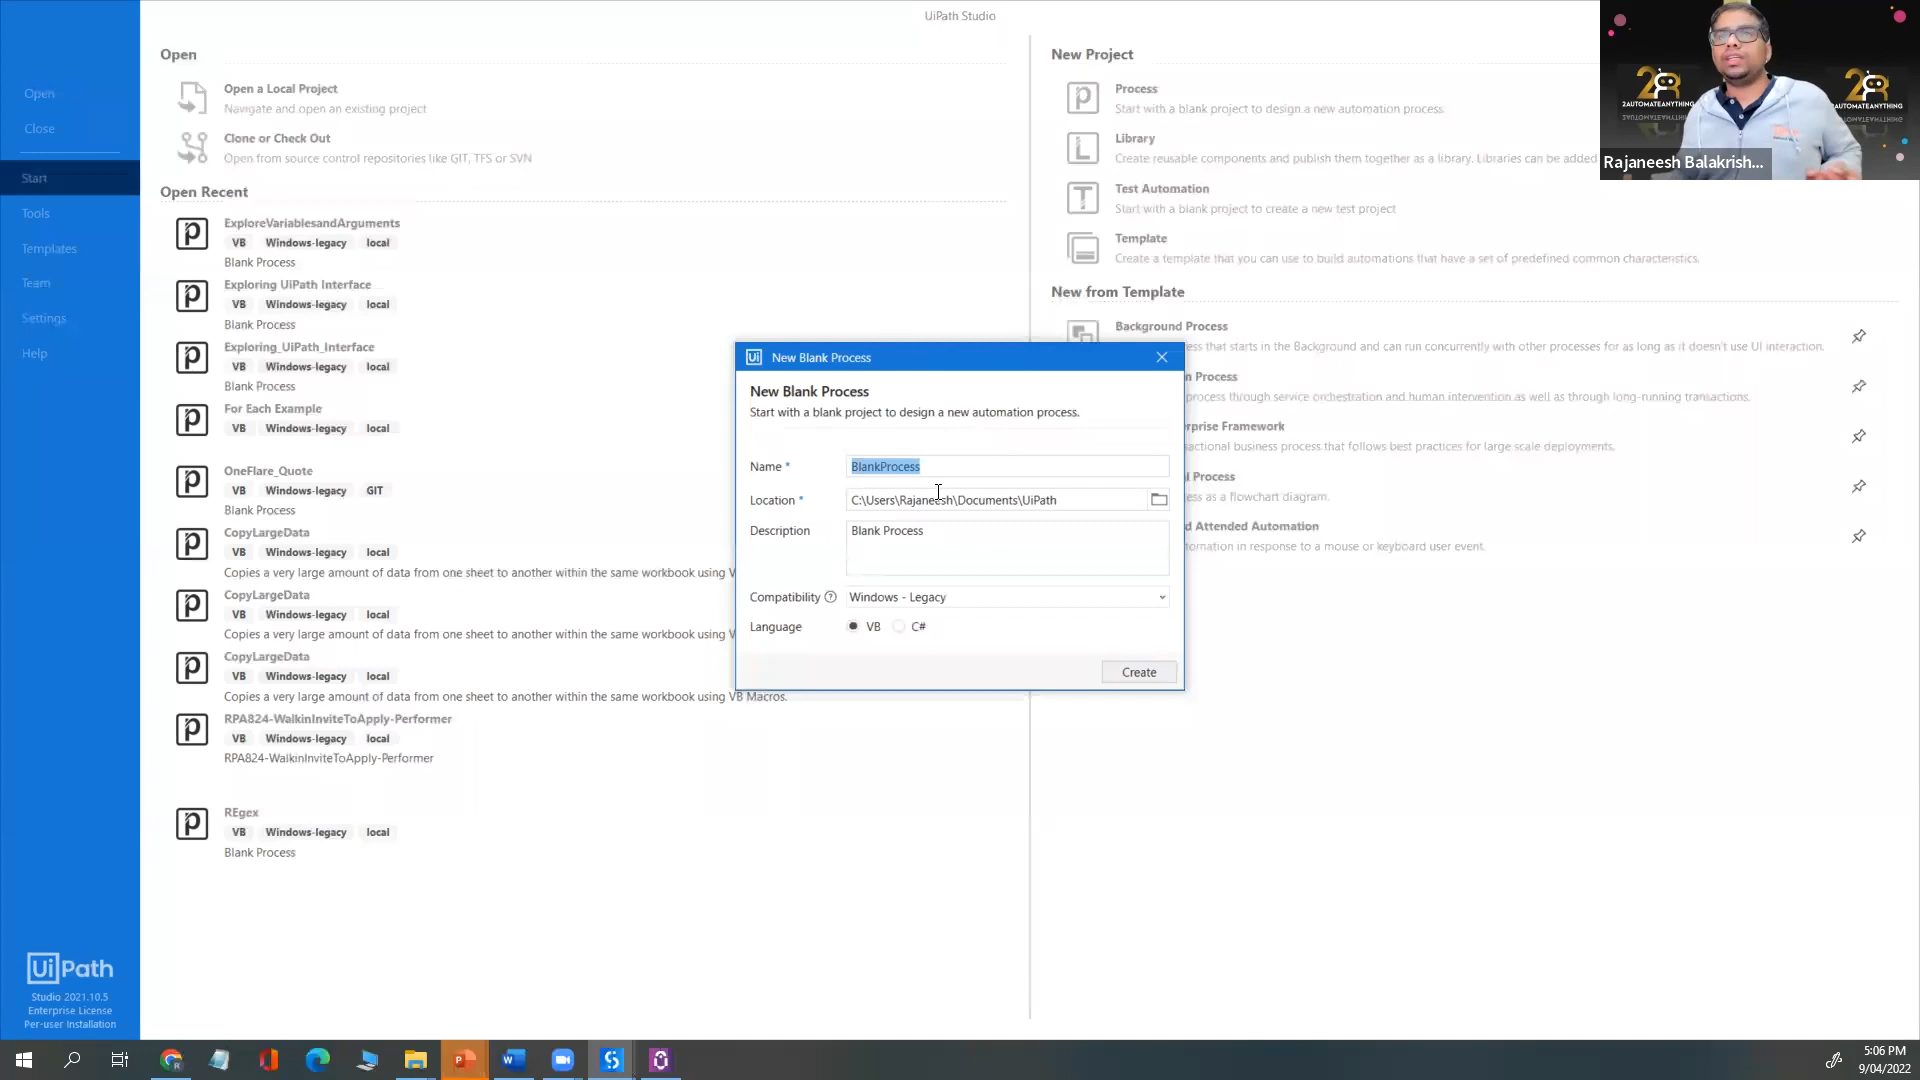 UiPath Studio
Open
Close
Start
Tools
Templates
Team
Settings
Help
UiPath
Studio 2021.10.5
Enterprise License
Per-user Installation
Open
Open a Local Project
Navigate and open an existing project
Clone or Check Out
Open from source control repositories like GIT, TFS or SVN
Open Recent
ExploreVariablesandArguments
VB Windows-legacy local
Blank Process
Exploring UiPath Interface
VB Windows-legacy local
Blank Process
Exploring_UiPath_Interface
VB Windows-legacy local
Blank Process
For Each Example
VB Windows-legacy local
OneFlare_Quote
VB Windows-legacy GIT
Blank Process
CopyLargeData
VB Windows-legacy local
Copies a very large amount of data from one sheet to another within the same workbook using V
CopyLargeData
VB Windows-legacy local
Copies a very large amount of data from one sheet to another within the same workbook using V
CopyLargeData
VB Windows-legacy local
Copies a very large amount of data from one sheet to another within the same workbook using VB Macros.
RPA824-WalkinInviteToApply-Performer
VB Windows-legacy local
RPA824-WalkinInviteToApply-Performer
REgex
VB Windows-legacy local
Blank Process
New Project
Process
Start with a blank project to design a new automation process.
Library
Create reusable components and publish them together as a library. Libraries can be added
Test Automation
Start with a blank project to create a new test project
Template
Create a template that you can use to build automations that have a set of predefined common characteristics.
New from Template
Background Process
ess that starts in the Background and can run concurrently with other processes for as long as it doesn't use UI interaction.
n Process
process through service orchestration and human intervention as well as through long-running transactions.
erprise Framework
sactional business process that follows best practices for large scale deployments.
l Process
ess as a flowchart diagram.
d Attended Automation
tomation in response to a mouse or keyboard user event.
New Blank Process
New Blank Process
Start with a blank project to design a new automation process.
Name *
BlankProcess
Location *
C:\Users\Rajaneesh\Documents\UiPath
Description
Blank Process
Compatibility
Windows - Legacy
Language
VB
C#
Create
2AUTOMATEANYTHING
AUTOMATEANYTHING
Rajaneesh Balakrish...
5:06 PM
9/04/2022